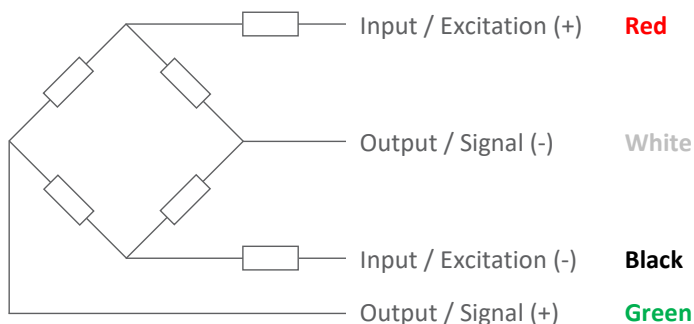 Input / Excitation (+) Red
Output / Signal (-) White
Input / Excitation (-) Black
Output / Signal (+) Green